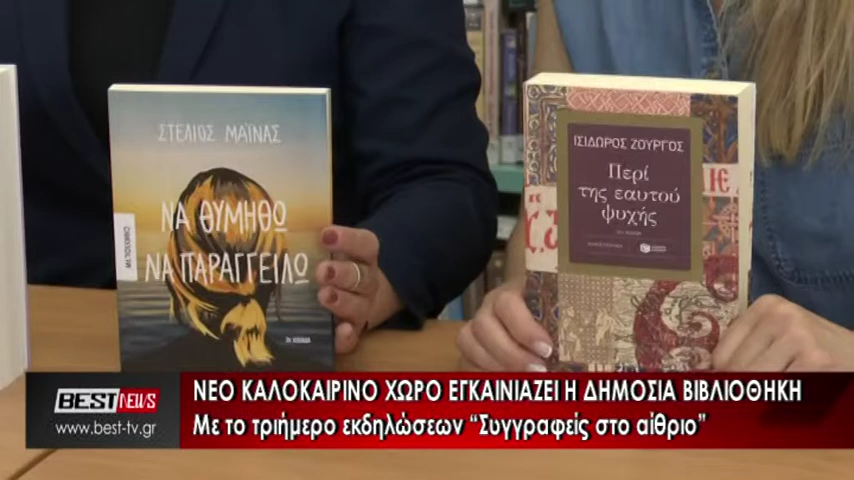 ΣΤΕΛΙΟΣ ΜΑΪΝΑΣ
ΝΑ ΘΥΜΗΘΩ
ΝΑ ΠΑΡΑΓΓΕΙΛΩ
ΙΣΙΔΩΡΟΣ ΖΟΥΡΓΟΣ
Περί
της εαυτού
ψυχής
BEST NEWS
www.best-tv.gr
ΝΕΟ ΚΑΛΟΚΑΙΡΙΝΟ ΧΩΡΟ ΕΓΚΑΙΝΙΑΖΕΙ Η ΔΗΜΟΣΙΑ ΒΙΒΛΙΟΘΗΚΗ
Με το τριήμερο εκδηλώσεων “Συγγραφείς στο αίθριο”